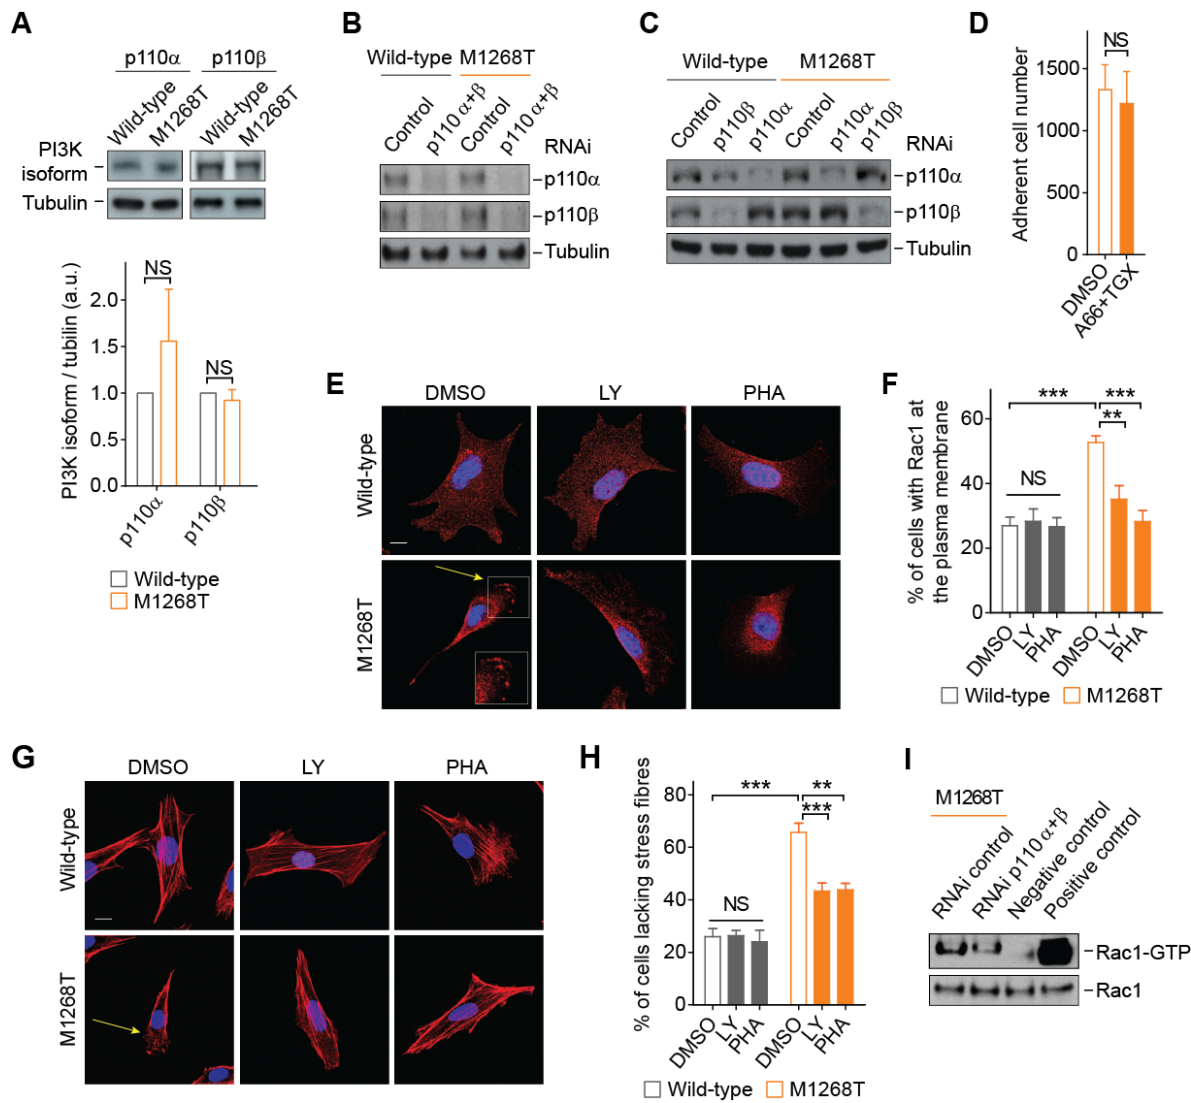 A
p110α
p110β
Wild-type
M1268T
Wild-type
M1268T
PI3K
isoform
Tubulin
PI3K isoform / tubilin (a.u.)
NS
NS
2.0
1.5
1.0
0.5
0.0
p110α
p110β
Wild-type
M1268T
B
Wild-type
M1268T
Control
p110α+β
Control
p110α+β
RNAi
p110α
p110β
Tubulin
C
Wild-type
M1268T
Control
p110β
p110α
Control
p110α
p110β
RNAi
p110α
p110β
Tubulin
D
NS
Adherent cell number
1500
1000
500
0
DMSO
A66+TGX
E
DMSO
LY
PHA
Wild-type
M1268T
F
% of cells with Rac1 at
the plasma membrane
***
***
**
NS
60
40
20
0
DMSO
LY
PHA
DMSO
LY
PHA
Wild-type
M1268T
G
DMSO
LY
PHA
Wild-type
M1268T
H
% of cells lacking stress fibres
***
**
***
NS
80
60
40
20
0
DMSO
LY
PHA
DMSO
LY
PHA
Wild-type
M1268T
I
M1268T
RNAi control
RNAi p110α+β
Negative control
Positive control
Rac1-GTP
Rac1